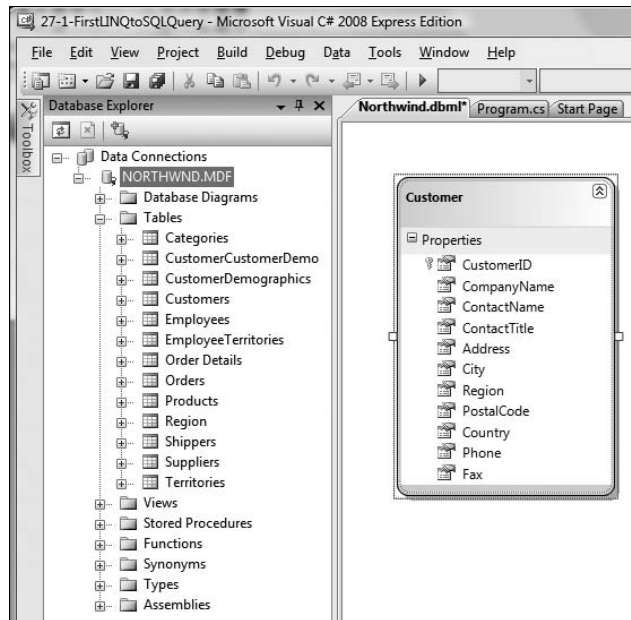 27-1-FirstLINQtoSQLQuery - Microsoft Visual C# 2008 Express Edition
File Edit View Project Build Debug Data Tools Window Help
Toolbox
Database Explorer
Data Connections
NORTHWND.MDF
Database Diagrams
Tables
Categories
CustomerCustomerDemo
CustomerDemographics
Customers
Employees
EmployeeTerritories
Order Details
Orders
Products
Region
Shippers
Suppliers
Territories
Views
Stored Procedures
Functions
Synonyms
Types
Assemblies
Northwind.dbml* Program.cs Start Page
Customer
Properties
CustomerID
CompanyName
ContactName
ContactTitle
Address
City
Region
PostalCode
Country
Phone
Fax